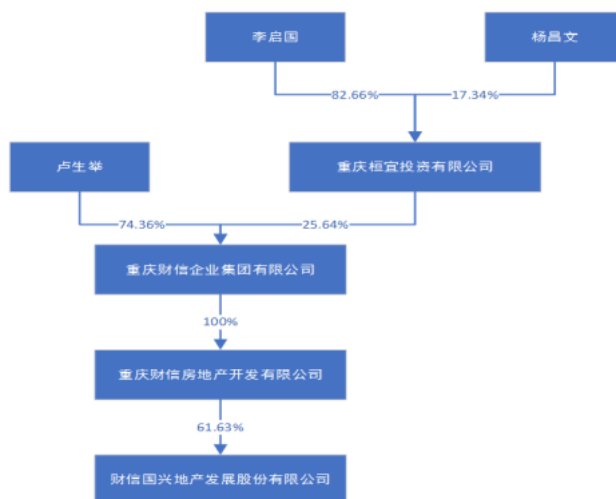 李启国
杨昌文
82.66%
17.34%
卢生举
重庆桓宜投资有限公司
74.36%
25.64%
重庆财信企业集团有限公司
100%
重庆财信房地产开发有限公司
61.63%
财信国兴地产发展股份有限公司